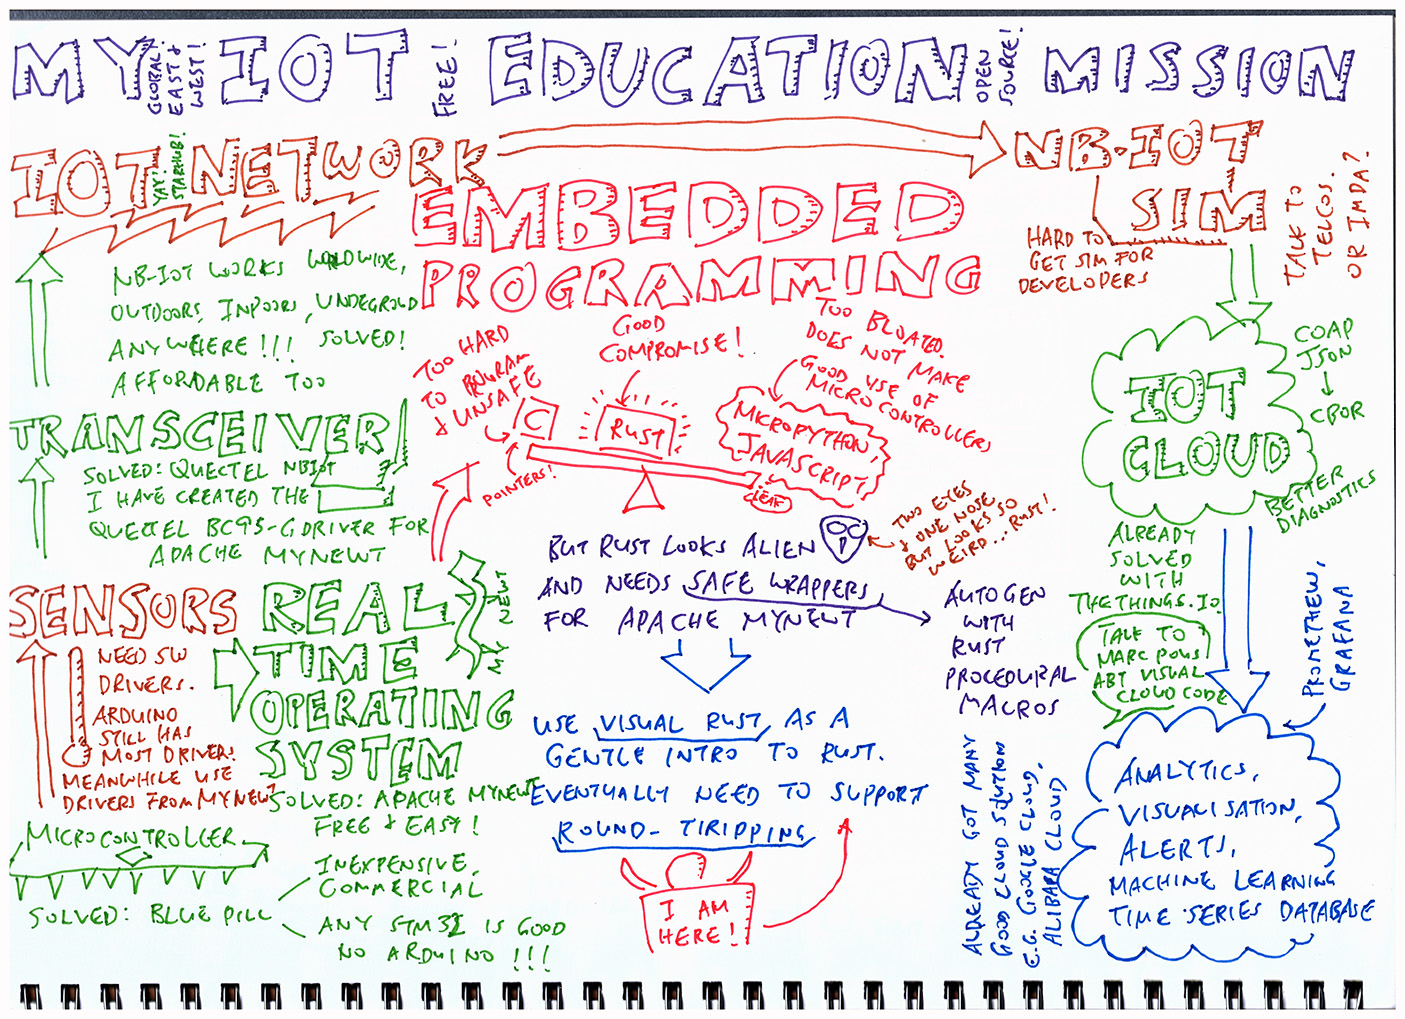 MY IOT EDUCATION MISSION
GLOBAL:
EAST &
WEST!
FREE!
OPEN
SOURCE!
IOT NETWORK
YAY!
STARHUB!
NB-IOT
SIM
HARD TO
GET SIM FOR
DEVELOPERS
TALK TO
TELCOS.
OR IMDA?
NB-IOT WORKS WORLDWIDE,
OUTDOORS, INDOORS, UNDEGROUD
ANYWHERE!!! SOLVED!
AFFORDABLE TOO
EMBEDDED
PROGRAMMING
TOO HARD
TO PROGRAM
& UNSAFE
GOOD
COMPROMISE!
TOO BLOATED.
DOES NOT MAKE
GOOD USE OF
MICROCONTROLLERS
C
POINTERS!
RUST
MICROPYTHON,
JAVASCRIPT
TRANSCEIVER
SOLVED: QUECTEL NBIOT
I HAVE CREATED THE
QUECTEL BC95-G DRIVER FOR
APACHE MYNEWT
BUT RUST LOOKS ALIEN
AND NEEDS SAFE WRAPPERS
FOR APACHE MYNEWT
TWO EYES
& ONE NOSE,
BUT LOOKS SO
WEIRD... RUST!
AUTOGEN
WITH
RUST
PROCEDURAL
MACROS
USE VISUAL RUST AS A
GENTLE INTRO TO RUST.
EVENTUALLY NEED TO SUPPORT
ROUND-TIRIPPING
I AM
HERE!
SENSORS
NEED SW
DRIVERS.
ARDUINO
STILL HAS
MOST DRIVERS.
MEANWHILE USE
DRIVERS FROM MYNEWT
REAL
TIME
OPERATING
SYSTEM
MY NEWT
SOLVED: APACHE MYNEWT
FREE & EASY!
MICROCONTROLLER
SOLVED: BLUE PILL
INEXPENSIVE,
COMMERCIAL
ANY STM32 IS GOOD
NO ARDUINO!!!
IOT
CLOUD
COAP
JSON
CBOR
BETTER
DIAGNOSTICS
ALREADY
SOLVED
WITH
THETHINGS.IO
TALK TO
MARC PONS
ABT VISUAL
CLOUD CODE
PROMETHEW,
GRAFANA
ALREADY GOT MANY
GOOD CLOUD SOLUTION
E.G. GOOGLE CLOUD,
ALIBABA CLOUD
ANALYTICS,
VISUALISATION,
ALERTS,
MACHINE LEARNING
TIME SERIES DATABASE